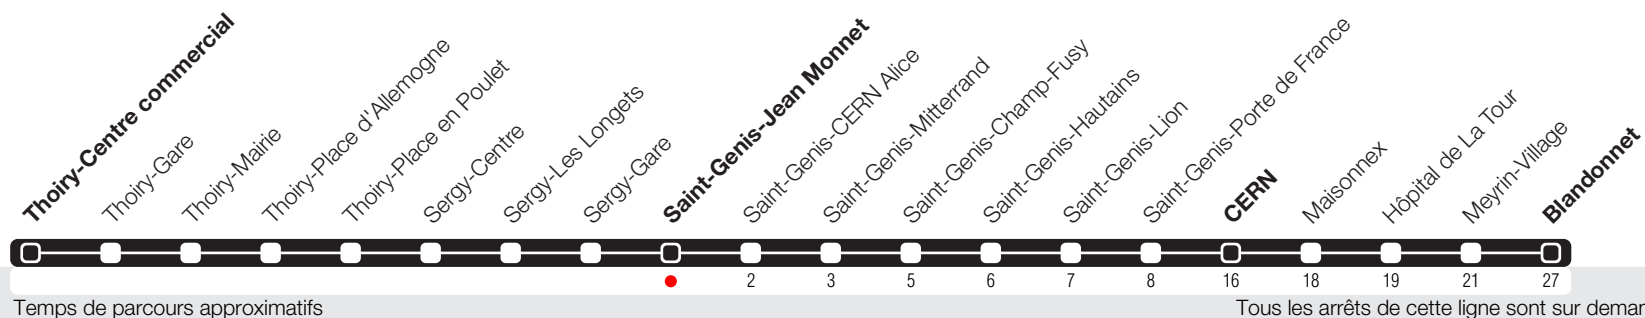 Thoiry-Centre commercial
Thoiry-Gare
Thoiry-Mairie
Thoiry-Place d'Allemogne
Thoiry-Place en Poulet
Sergy-Centre
Sergy-Les Longets
Sergy-Gare
Saint-Genis-Jean Monnet
Saint-Genis-CERN Alice
Saint-Genis-Mitterrand
Saint-Genis-Champ-Fusy
Saint-Genis-Hautains
Saint-Genis-Lion
Saint-Genis-Porte de France
CERN
Maisonnex
Hôpital de La Tour
Meyrin-Village
Blandonnet
2 3 5 6 7 8 16 18 19 21 27
Temps de parcours approximatifs
Tous les arrêts de cette ligne sont sur deman